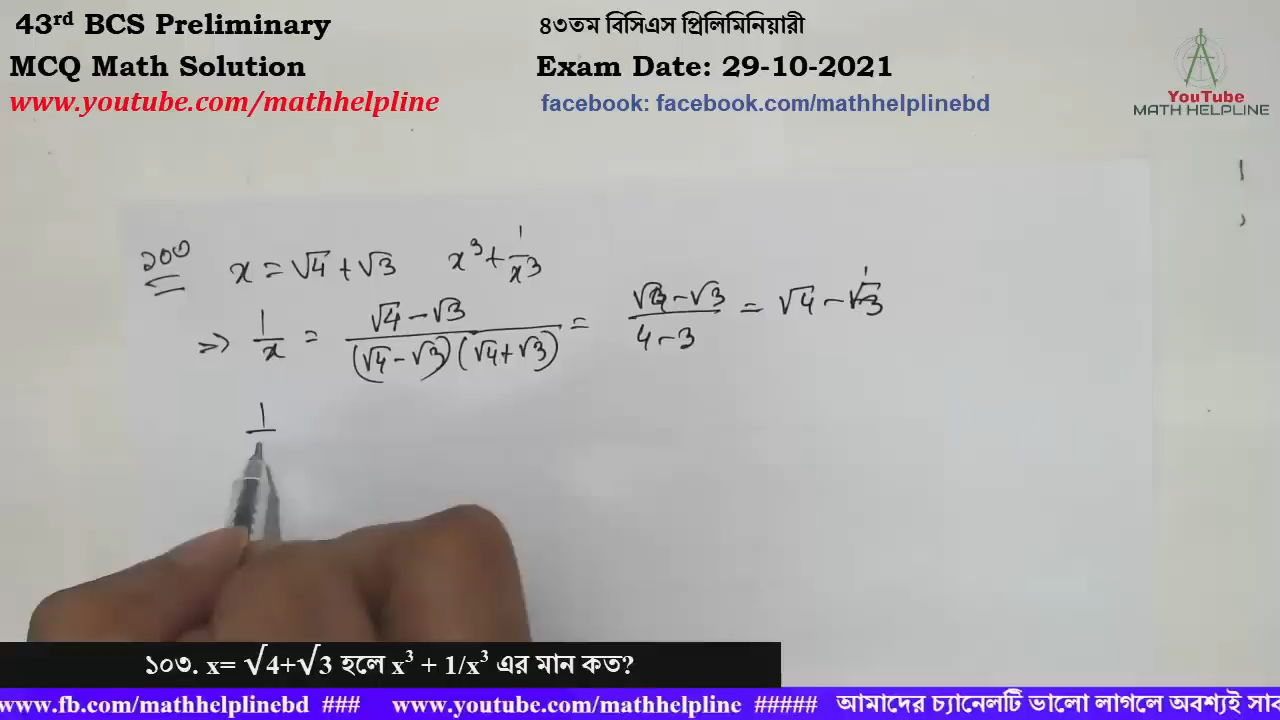 43rd BCS Preliminary
৪৩তম বিসিএস প্রিলিমিনিয়ারী
MCQ Math Solution
Exam Date: 29-10-2021
www.youtube.com/mathhelpline
facebook: facebook.com/mathhelplinebd
YouTube
MATH HELPLINE
১০৩ x = √4 + √3 x³ + 1/x³
=> 1/x = √4 - √3 / (√4 - √3)(√4 + √3) = √4 - √3 / 4 - 3 = √4 - √3
1
১০৩. x= √4+√3 হলে x³ + 1/x³ এর মান কত?
www.fb.com/mathhelplinebd ### www.youtube.com/mathhelpline ##### আমাদের চ্যানেলটি ভালো লাগলে অবশ্যই সাব